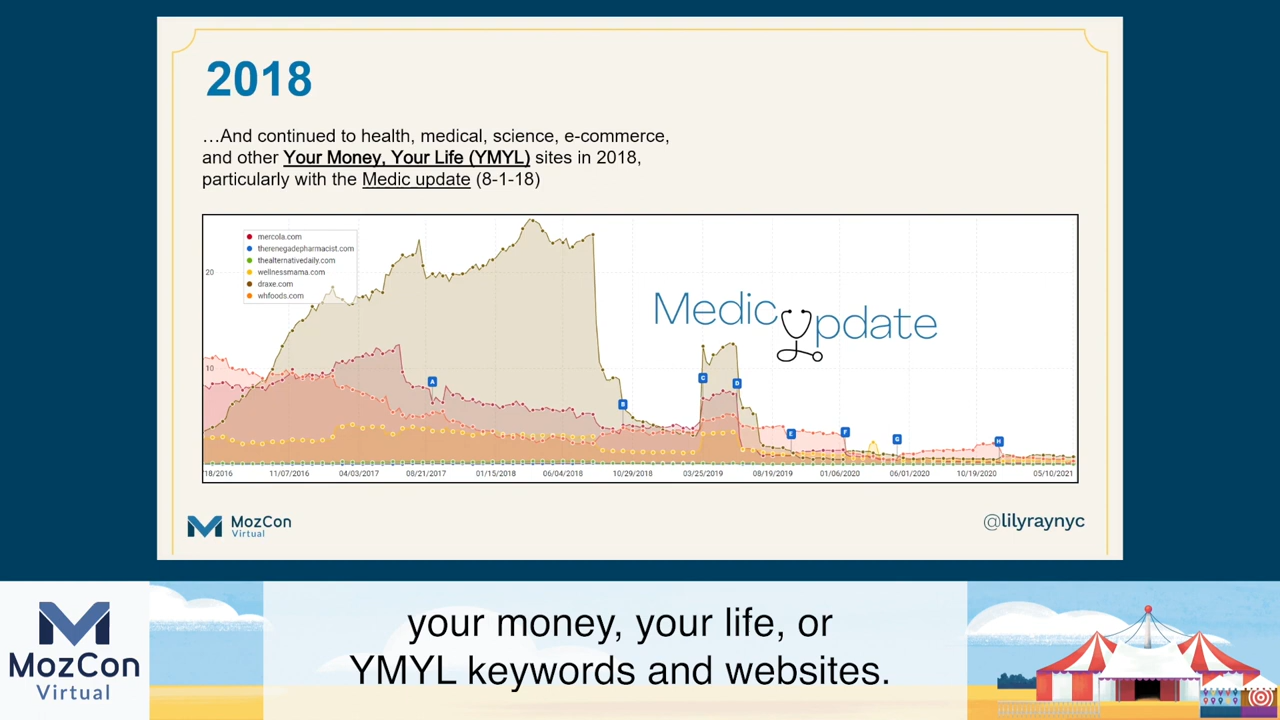 2018
…And continued to health, medical, science, e-commerce,
and other Your Money, Your Life (YMYL) sites in 2018,
particularly with the Medic update (8-1-18)
mercola.com
therenegadepharmacist.com
thealternativedaily.com
wellnessmama.com
draxe.com
whfoods.com
20
10
Medic Update
A
B
C
D
E
F
G
H
18/2016 11/07/2016 04/03/2017 08/21/2017 01/15/2018 06/04/2018 10/29/2018 03/25/2019 08/19/2019 01/06/2020 06/01/2020 10/19/2020 05/10/2021
MozCon
Virtual
@lilyraynyc
your money, your life, or
YMYL keywords and websites.
MozCon
Virtual